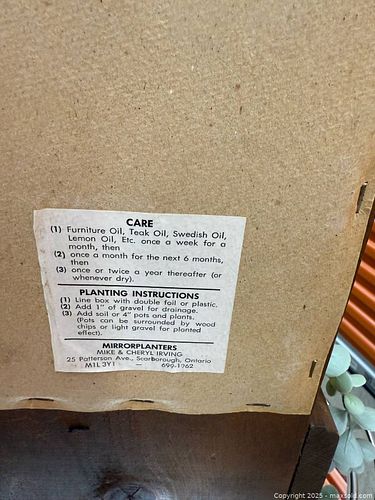 CARE
(1) Furniture Oil, Teak Oil, Swedish Oil,
Lemon Oil, Etc. once a week for a
month, then
(2) once a month for the next 6 months,
then
(3) once or twice a year thereafter (or
whenever dry).
PLANTING INSTRUCTIONS
(1) Line box with double foil or plastic.
(2) Add 1" of gravel for drainage.
(3) Add soil or 4" pots and plants.
(Pots can be surrounded by wood
chips or light gravel for planted
effect).
MIRRORPLANTERS
MIKE & CHERYL IRVING
25 Patterson Ave., Scarborough, Ontario
M1L 3Y1 — 699-1962
Copyright 2025 - maxsold.com